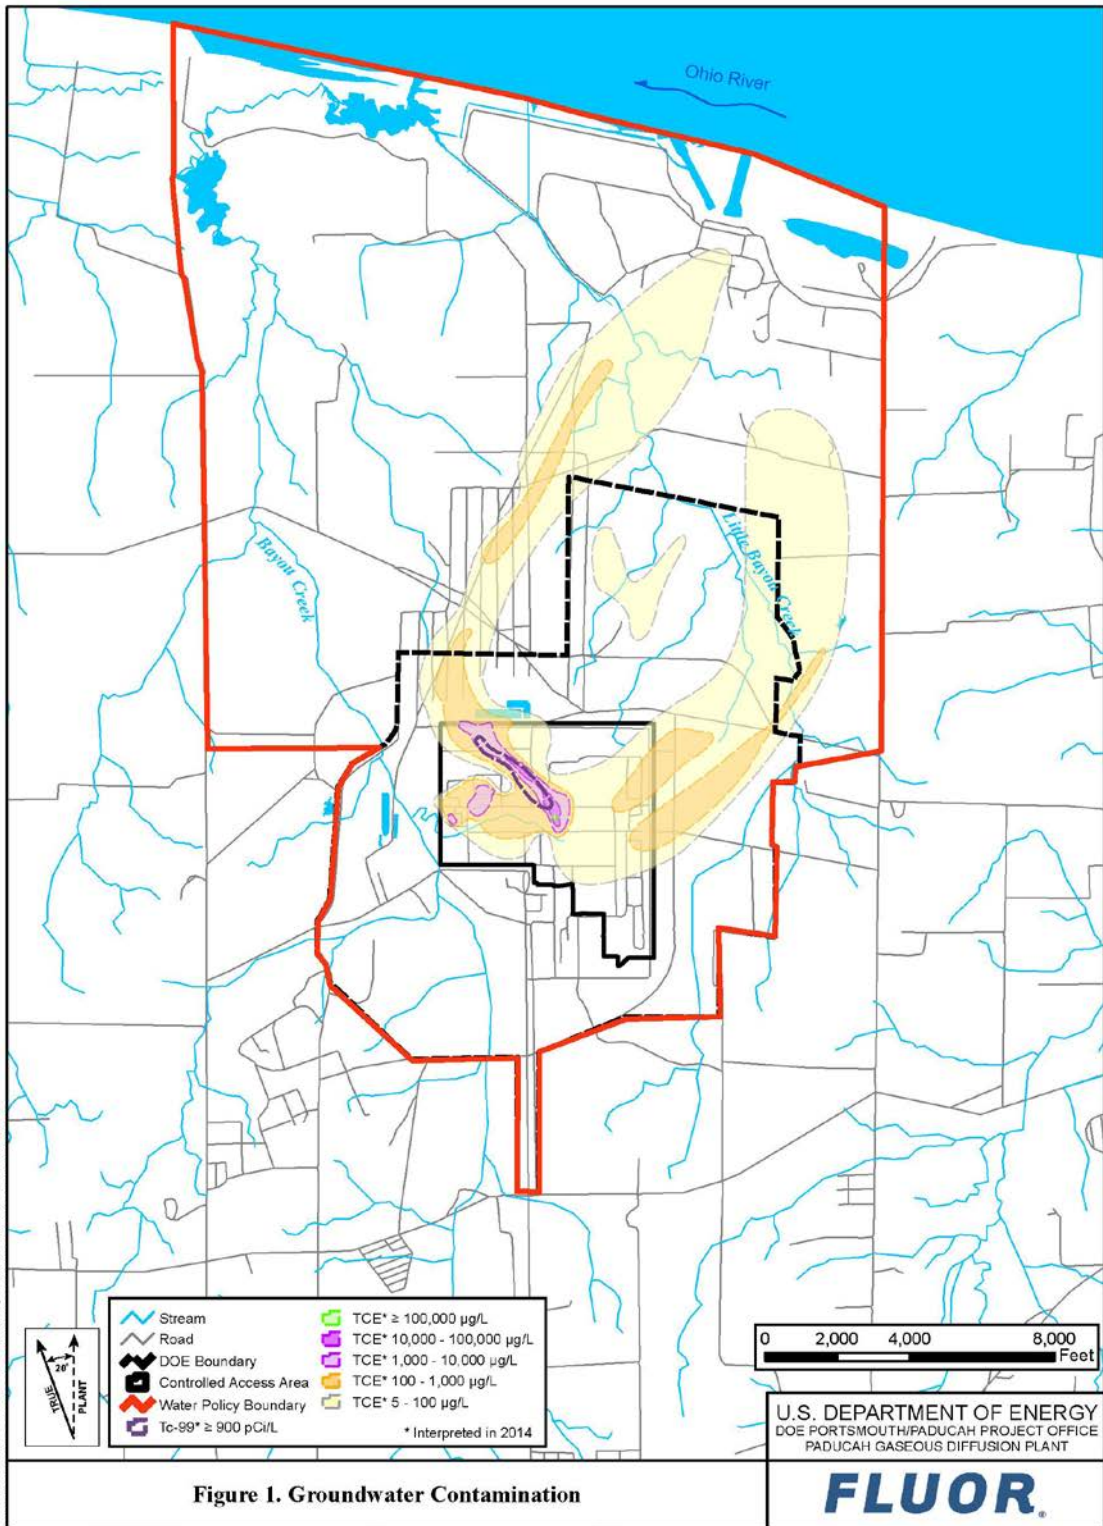 Ohio River
Bayou Creek
Little Bayou Creek
TRUE
20°
PLANT
Stream
Road
DOE Boundary
Controlled Access Area
Water Policy Boundary
Tc-99* ≥ 900 pCi/L
TCE* ≥ 100,000 µg/L
TCE* 10,000 - 100,000 µg/L
TCE* 1,000 - 10,000 µg/L
TCE* 100 - 1,000 µg/L
TCE* 5 - 100 µg/L
* Interpreted in 2014
0 2,000 4,000 8,000
Feet
U.S. DEPARTMENT OF ENERGY
DOE PORTSMOUTH/PADUCAH PROJECT OFFICE
PADUCAH GASEOUS DIFFUSION PLANT
Figure 1. Groundwater Contamination
FLUOR®